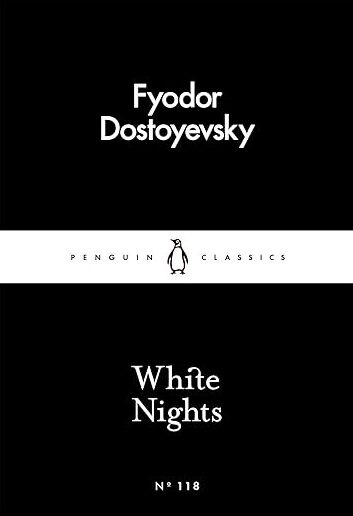 Fyodor
Dostoyevsky
PENGUIN CLASSICS
White
Nights
Nº 118